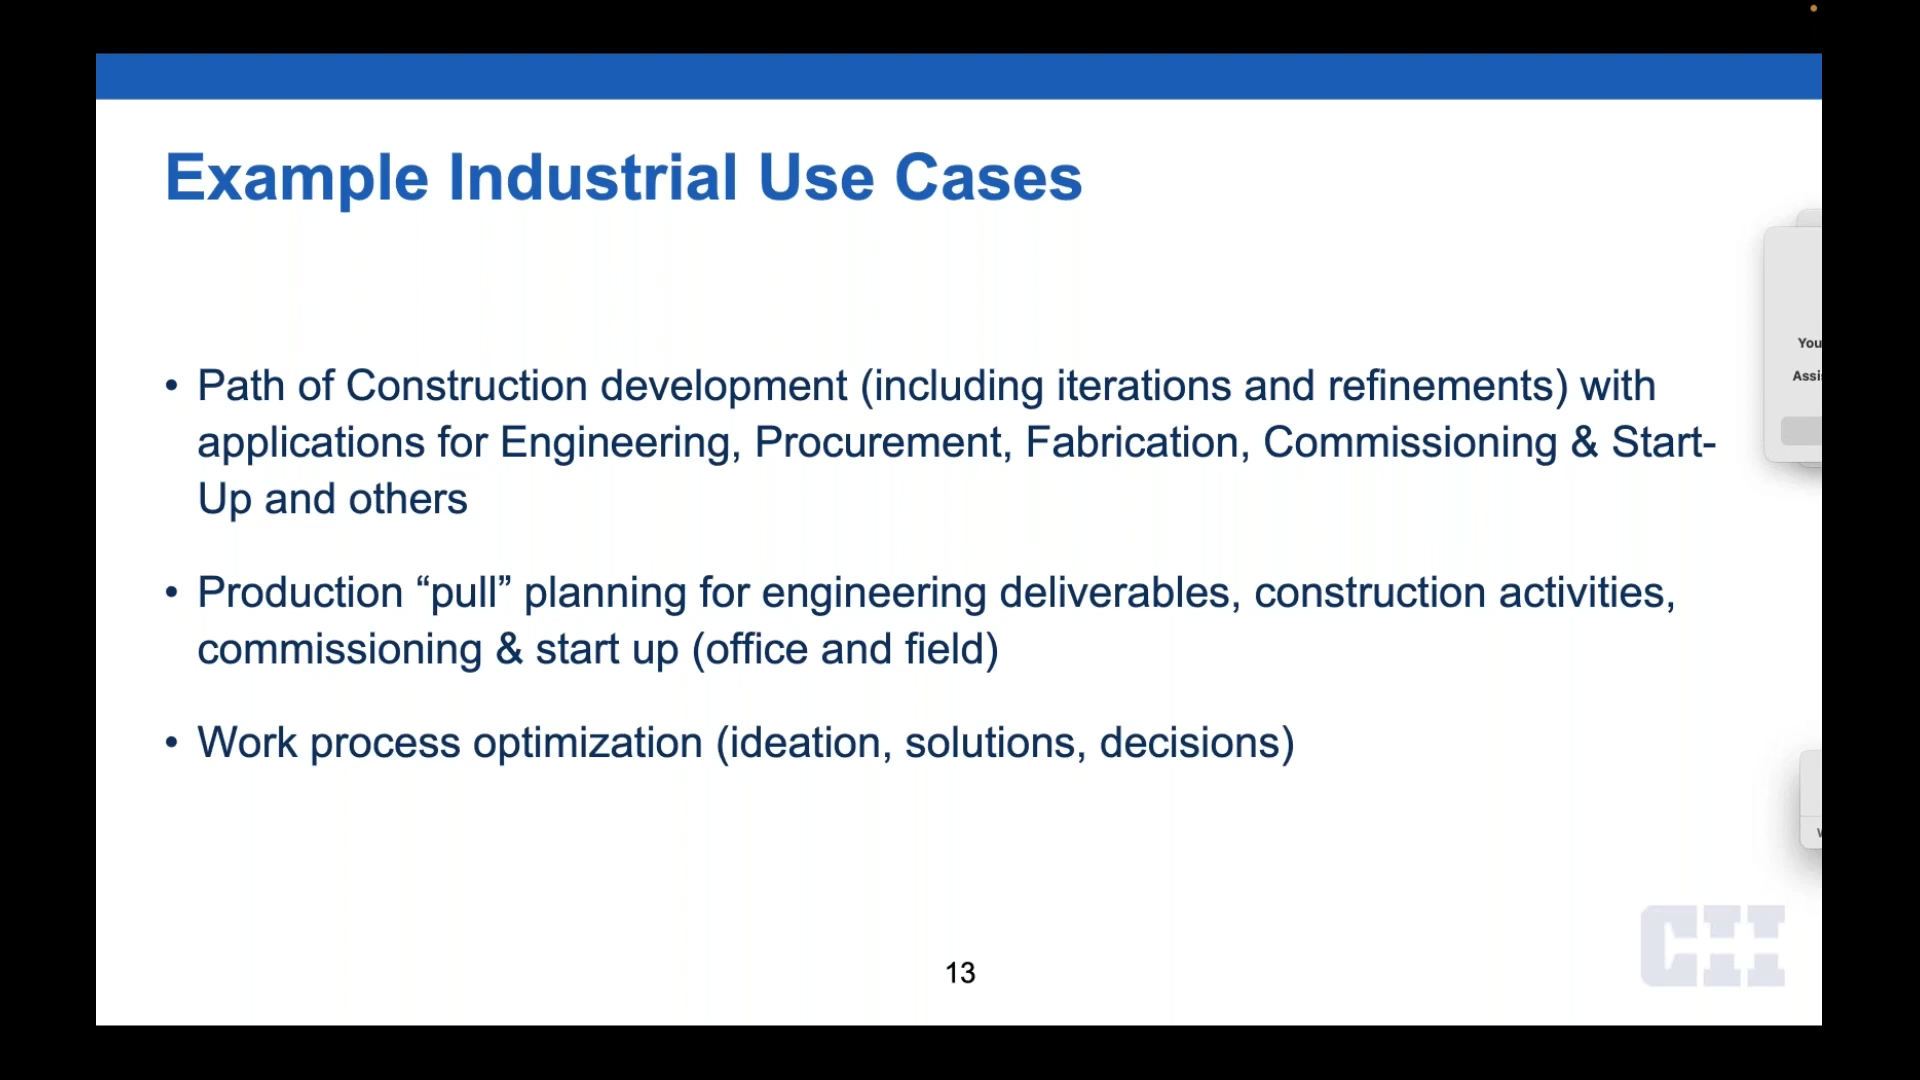 Example Industrial Use Cases
• Path of Construction development (including iterations and refinements) with
applications for Engineering, Procurement, Fabrication, Commissioning & Start-
Up and others
• Production “pull” planning for engineering deliverables, construction activities,
commissioning & start up (office and field)
• Work process optimization (ideation, solutions, decisions)
You
Assi
13
CII